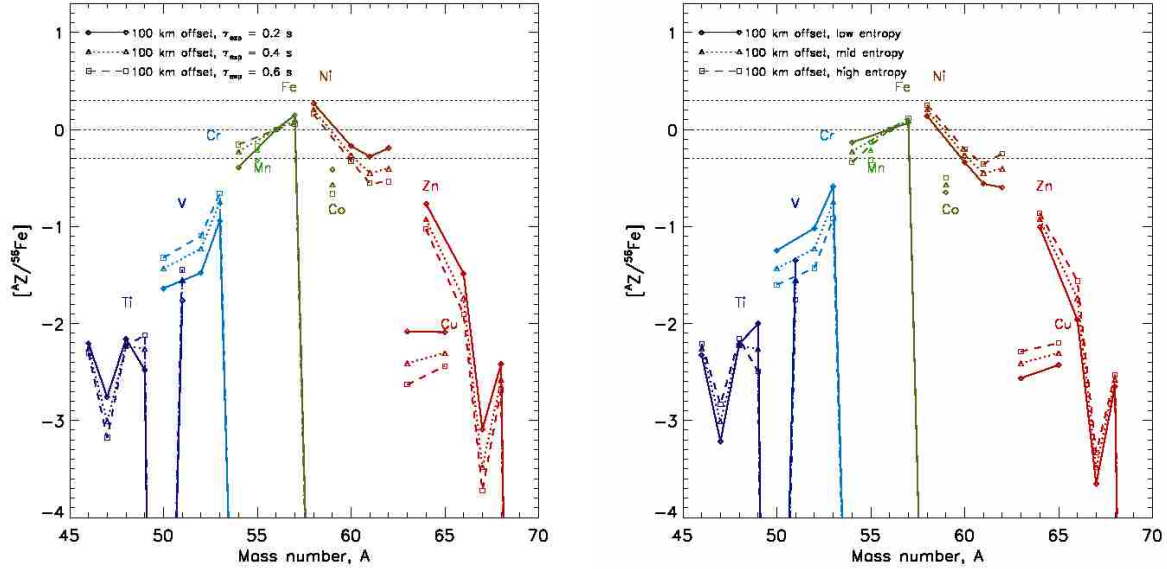 100 km offset, τexp = 0.2 s
100 km offset, τexp = 0.4 s
100 km offset, τexp = 0.6 s
Ni
Fe
Cr
Mn
Co
V
Zn
Ti
Cu
1
0
−1
−2
−3
−4
[AZ/56Fe]
45 50 55 60 65 70
Mass number, A
100 km offset, low entropy
100 km offset, mid entropy
100 km offset, high entropy
Ni
Fe
Cr
Mn
Co
V
Zn
Ti
Cu
1
0
−1
−2
−3
−4
[AZ/56Fe]
45 50 55 60 65 70
Mass number, A